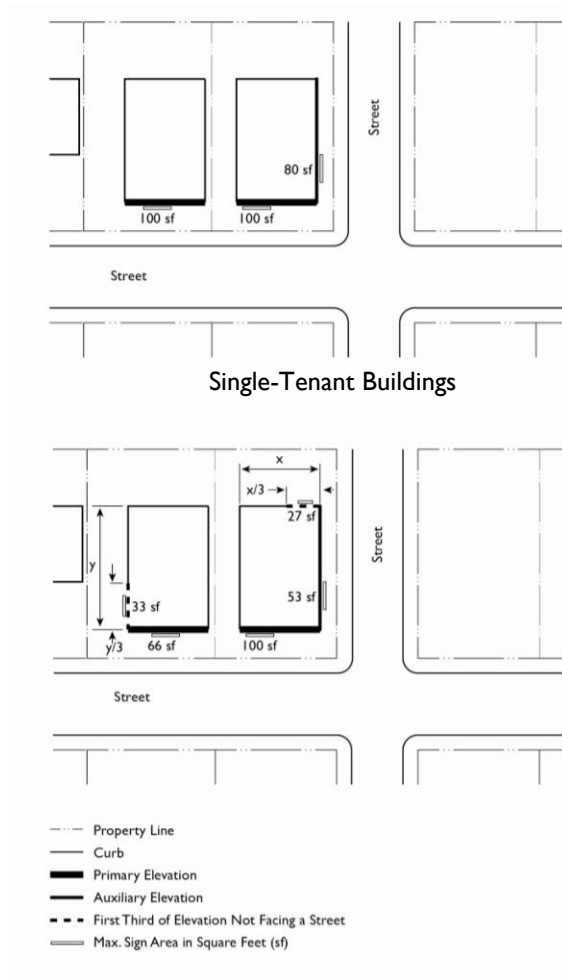 Street
80 sf
100 sf
100 sf
Street
Single-Tenant Buildings
x
x/3
27 sf
y
Street
53 sf
33 sf
y/3
66 sf
100 sf
Street
Property Line
Curb
Primary Elevation
Auxiliary Elevation
First Third of Elevation Not Facing a Street
Max. Sign Area in Square Feet (sf)